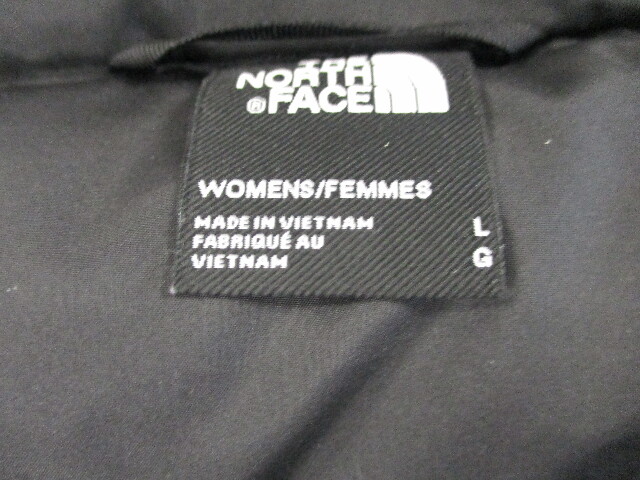 THE
NORTH
®FACE
WOMENS/FEMMES
MADE IN VIETNAM L
FABRIQUÉ AU
VIETNAM G